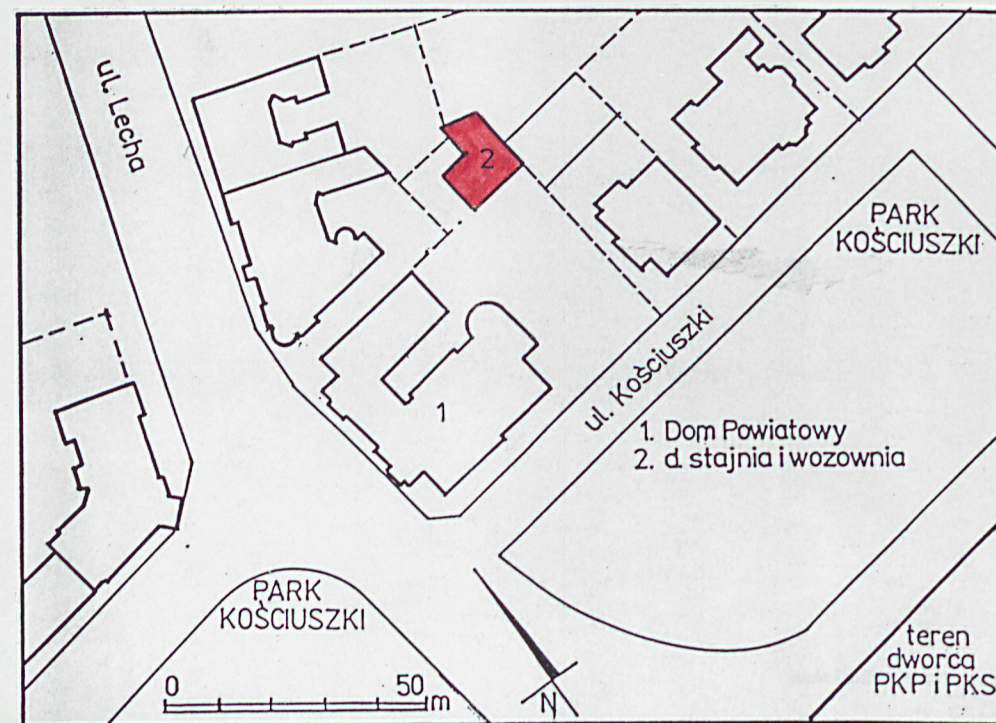 ul. Lecha
2
PARK
KOŚCIUSZKI
ul. Kościuszki
1
1. Dom Powiatowy
2. d. stajnia i wozownia
PARK
KOŚCIUSZKI
teren
dworca
PKP i PKS
0 50
m
N